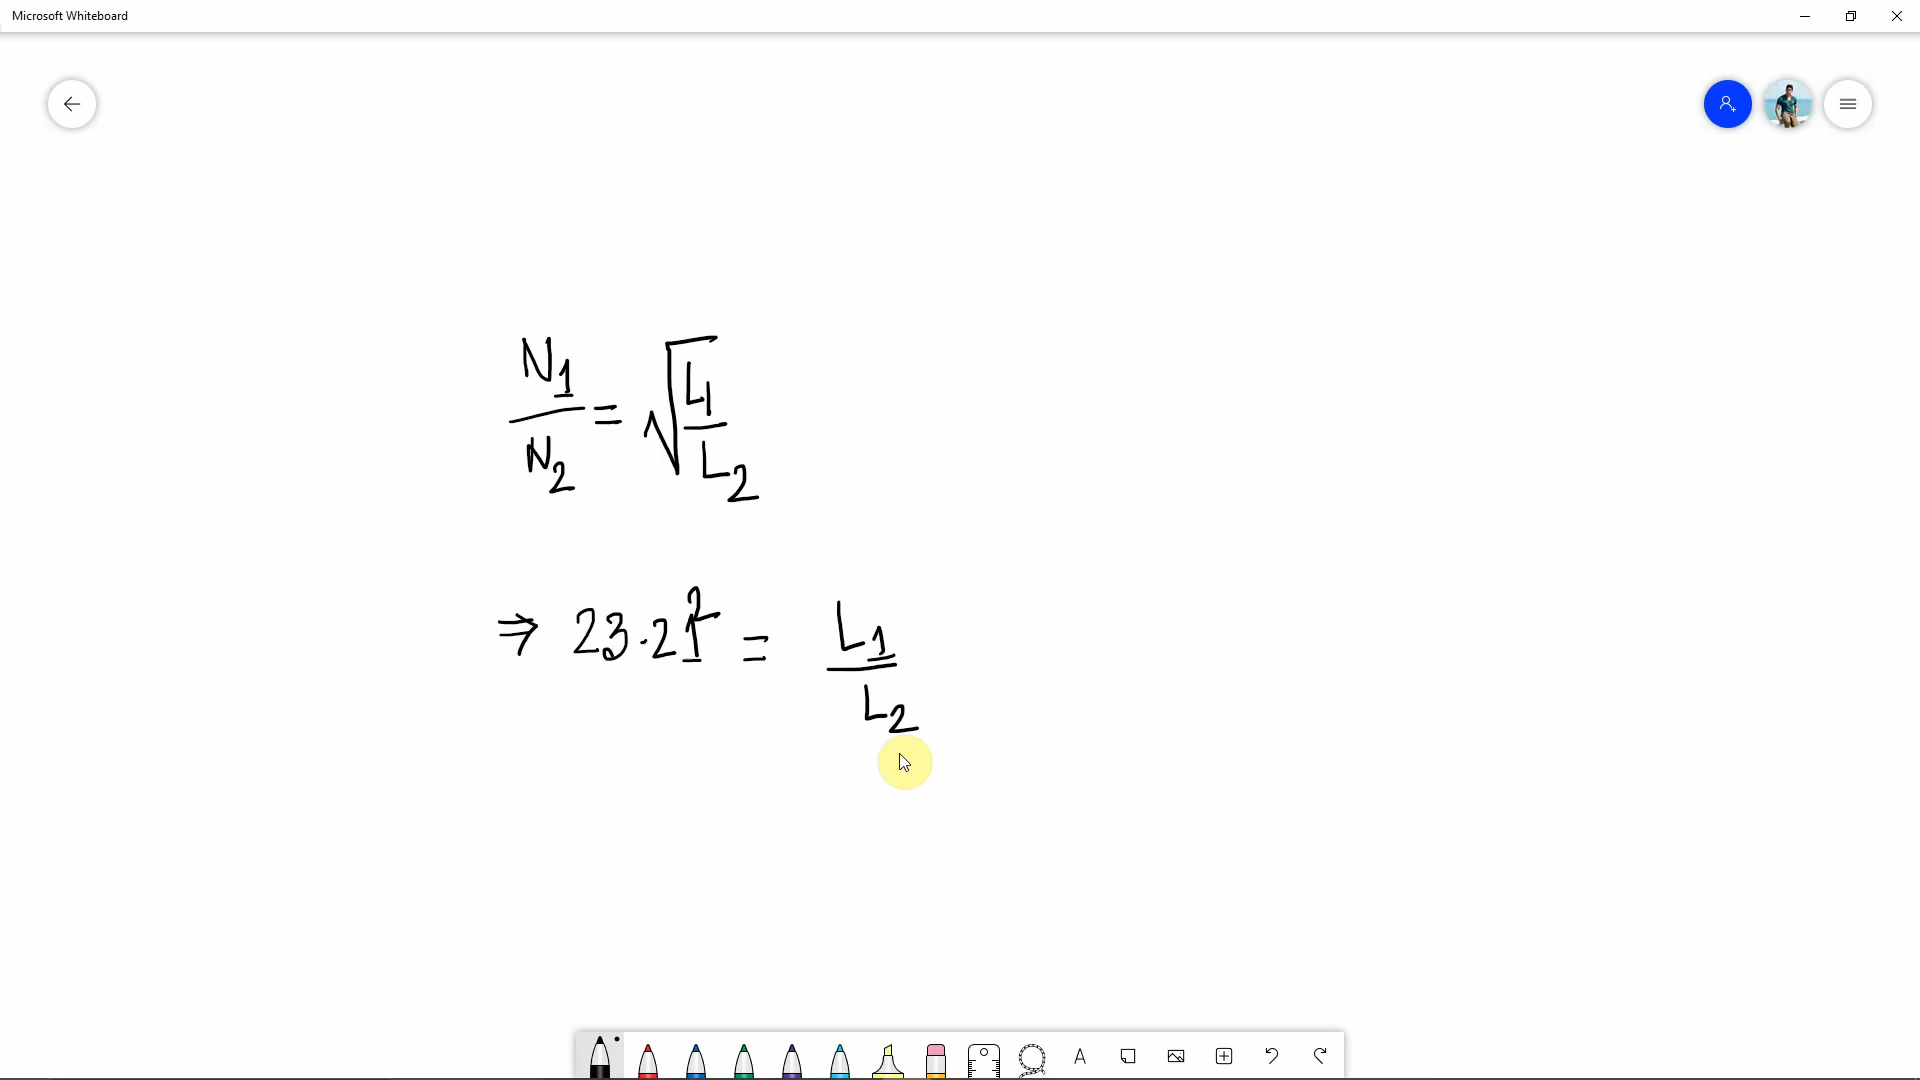 Microsoft Whiteboard
N₁/N₂ = √(L₁/L₂)
⇒ 23.21² = L₁/L₂
A